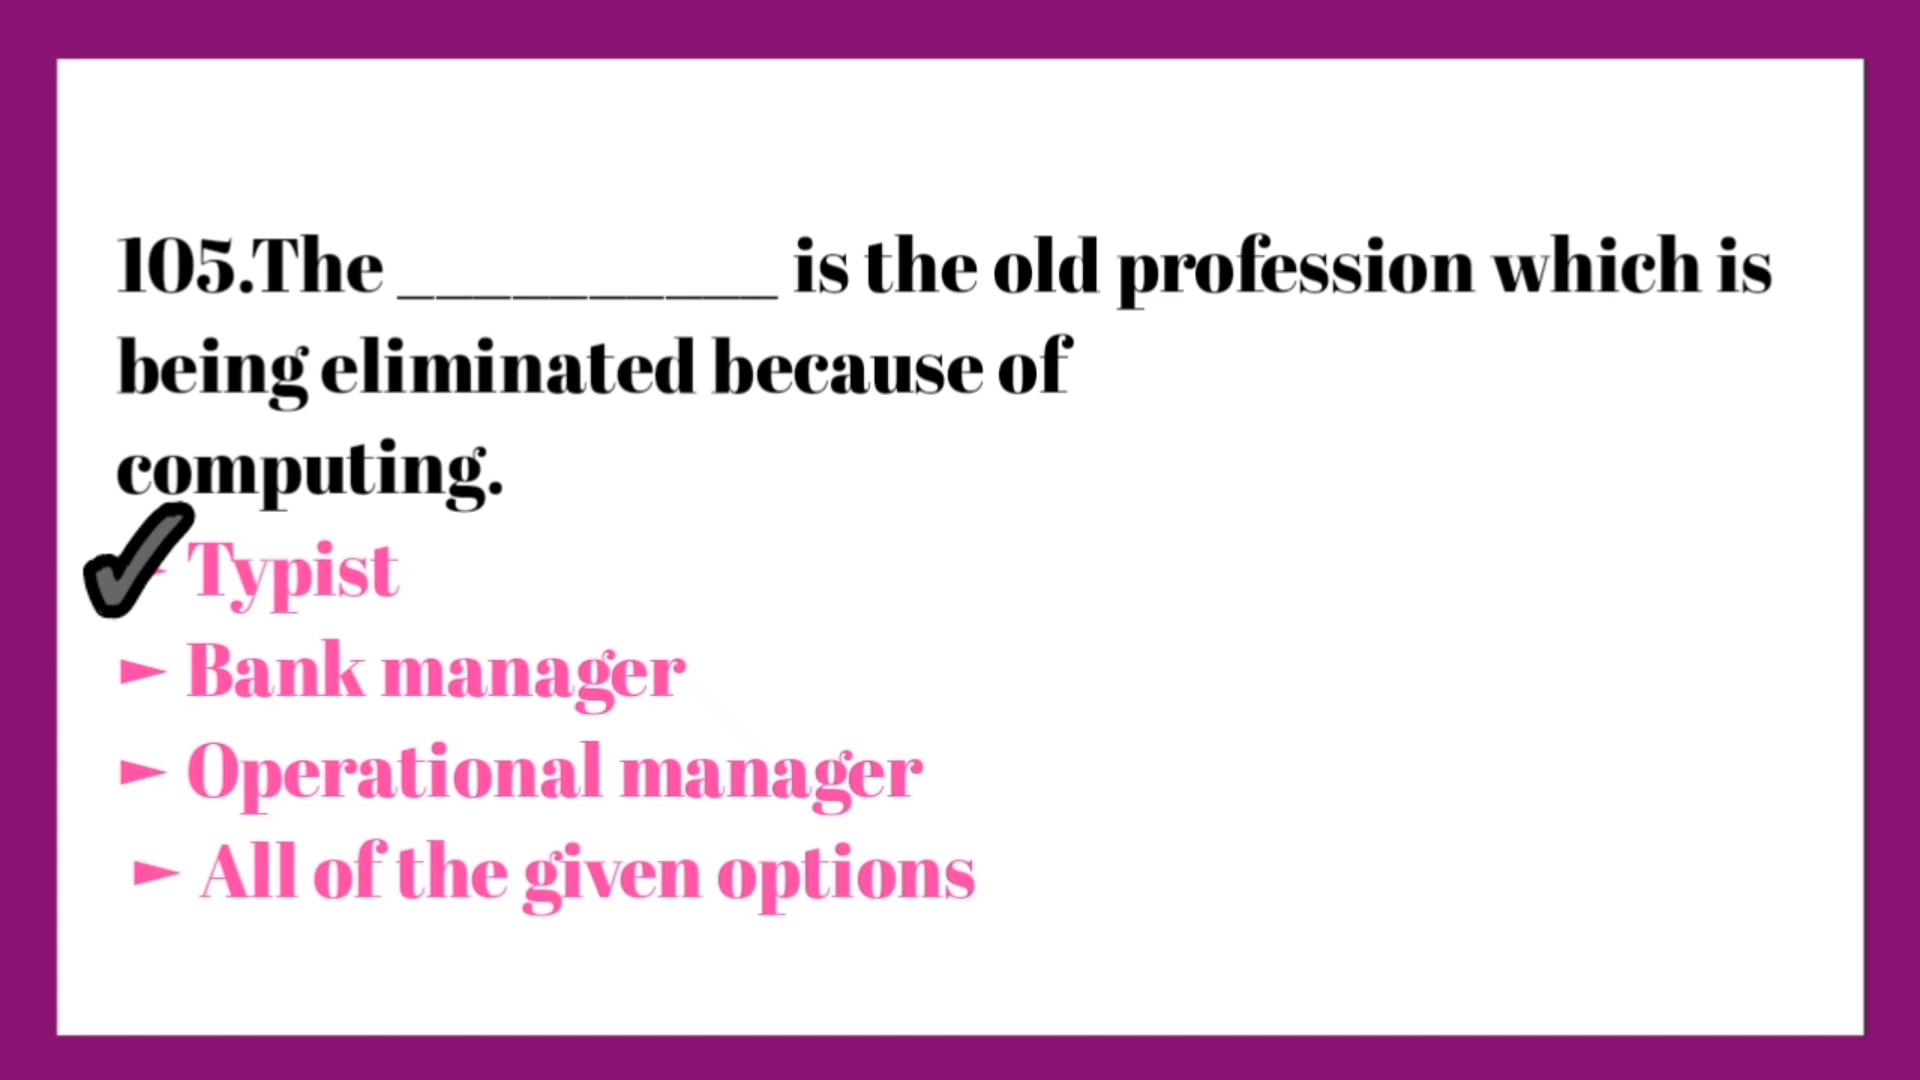 105.The __________ is the old profession which is
being eliminated because of
computing.
Typist
► Bank manager
► Operational manager
► All of the given options